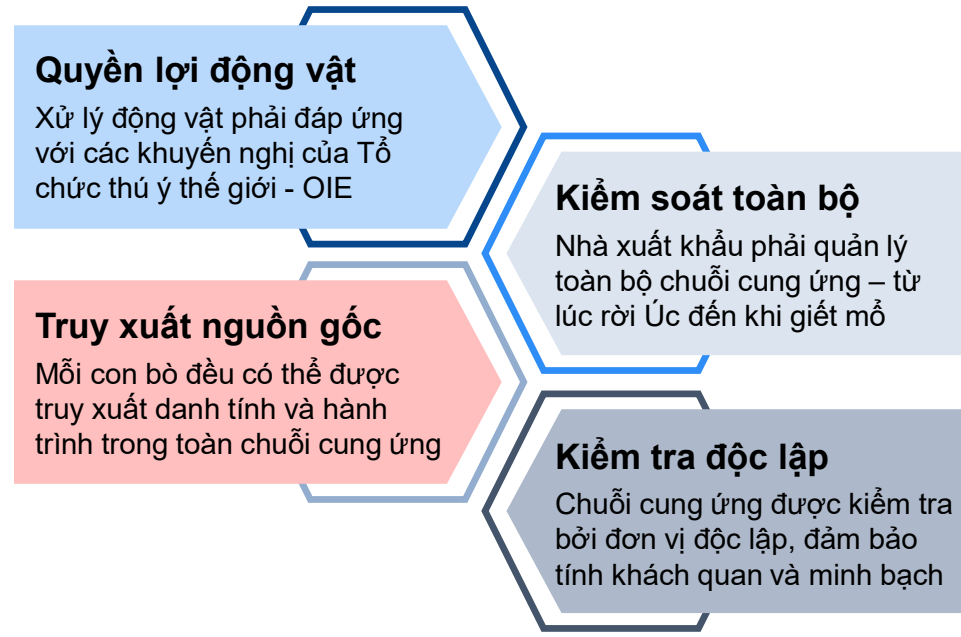 Quyền lợi động vật
Xử lý động vật phải đáp ứng
với các khuyến nghị của Tổ
chức thú y thế giới - OIE
Kiểm soát toàn bộ
Nhà xuất khẩu phải quản lý
toàn bộ chuỗi cung ứng – từ
lúc rời Úc đến khi giết mổ
Truy xuất nguồn gốc
Mỗi con bò đều có thể được
truy xuất danh tính và hành
trình trong toàn chuỗi cung ứng
Kiểm tra độc lập
Chuỗi cung ứng được kiểm tra
bởi đơn vị độc lập, đảm bảo
tính khách quan và minh bạch